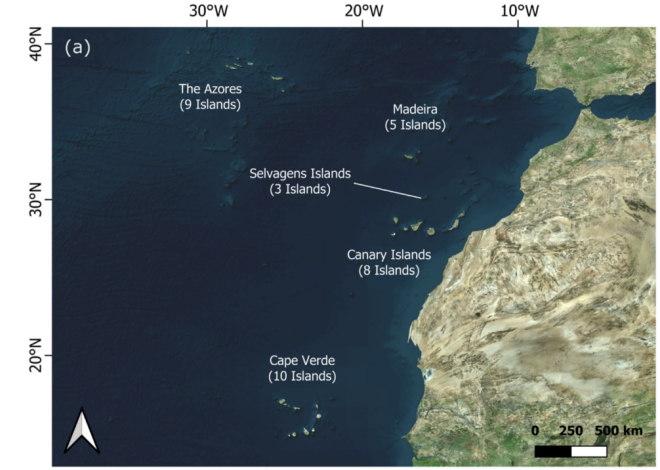 30°W 20°W 10°W
40°N
(a)
The Azores
(9 Islands)
Madeira
(5 Islands)
Selvagens Islands
(3 Islands)
30°N
Canary Islands
(8 Islands)
20°N
Cape Verde
(10 Islands)
0 250 500 km